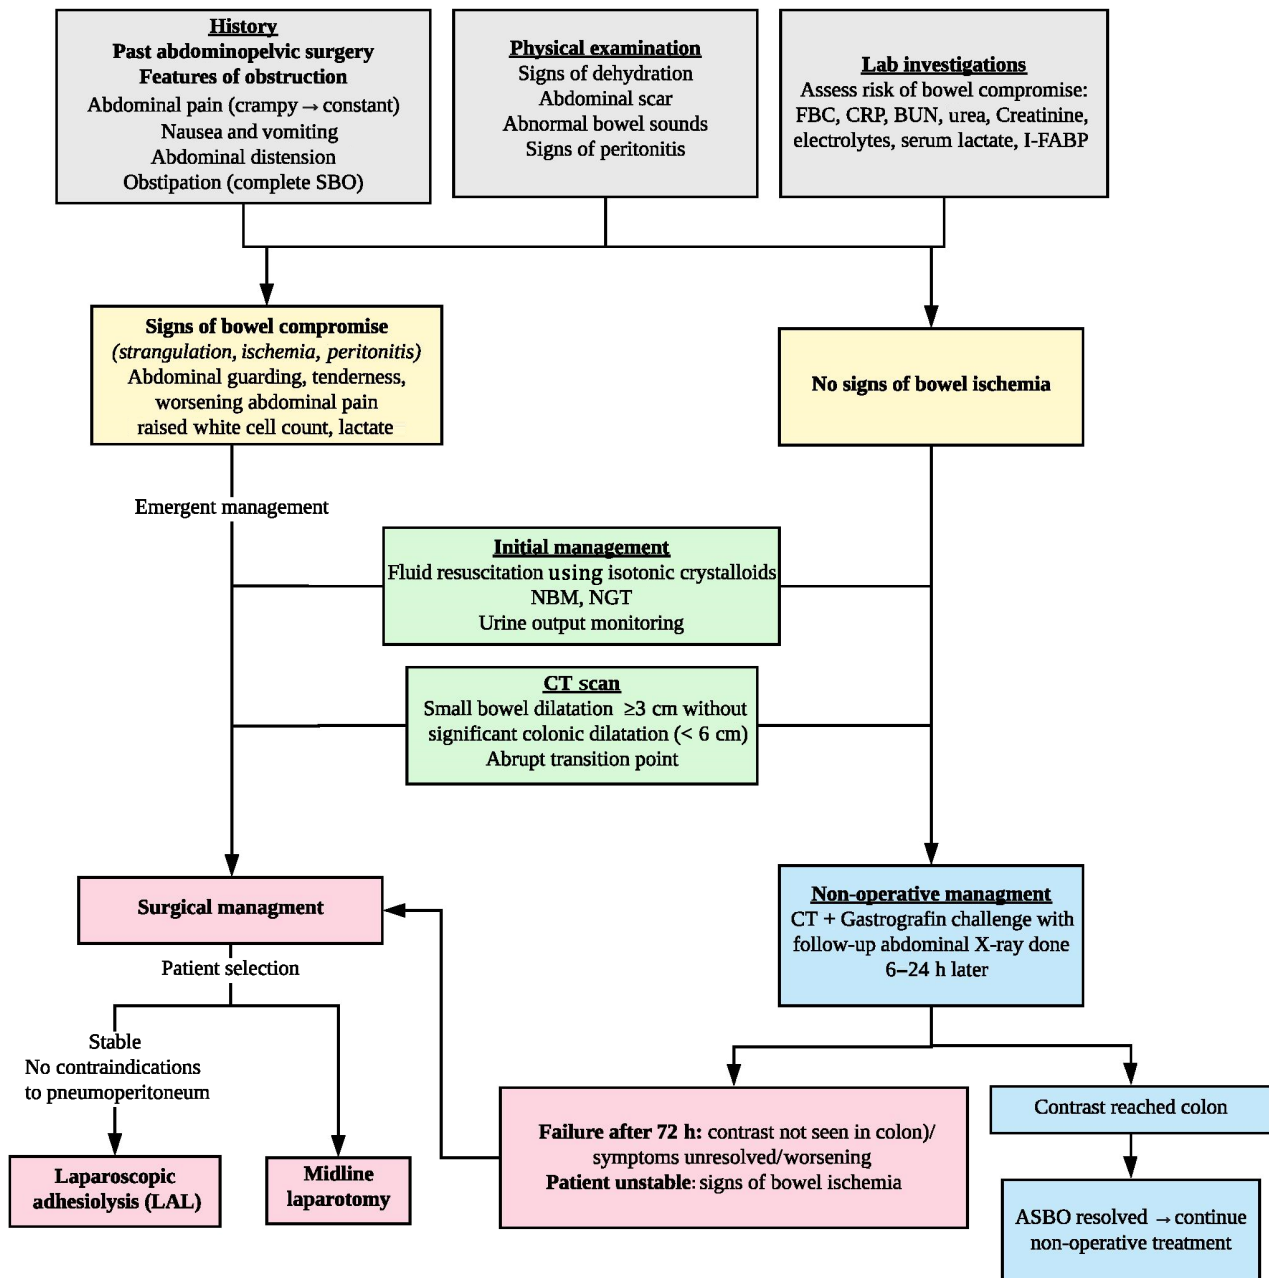 History
Past abdominopelvic surgery
Features of obstruction
Abdominal pain (crampy → constant)
Nausea and vomiting
Abdominal distension
Obstipation (complete SBO)
Physical examination
Signs of dehydration
Abdominal scar
Abnormal bowel sounds
Signs of peritonitis
Lab investigations
Assess risk of bowel compromise:
FBC, CRP, BUN, urea, Creatinine,
electrolytes, serum lactate, I-FABP
Signs of bowel compromise
(strangulation, ischemia, peritonitis)
Abdominal guarding, tenderness,
worsening abdominal pain
raised white cell count, lactate
No signs of bowel ischemia
Emergent management
Initial management
Fluid resuscitation using isotonic crystalloids
NBM, NGT
Urine output monitoring
CT scan
Small bowel dilatation ≥3 cm without
significant colonic dilatation (< 6 cm)
Abrupt transition point
Surgical managment
Patient selection
Stable
No contraindications
to pneumoperitoneum
Laparoscopic
adhesiolysis (LAL)
Midline
laparotomy
Non-operative managment
CT + Gastrografin challenge with
follow-up abdominal X-ray done
6–24 h later
Failure after 72 h: contrast not seen in colon)/
symptoms unresolved/worsening
Patient unstable: signs of bowel ischemia
Contrast reached colon
ASBO resolved → continue
non-operative treatment